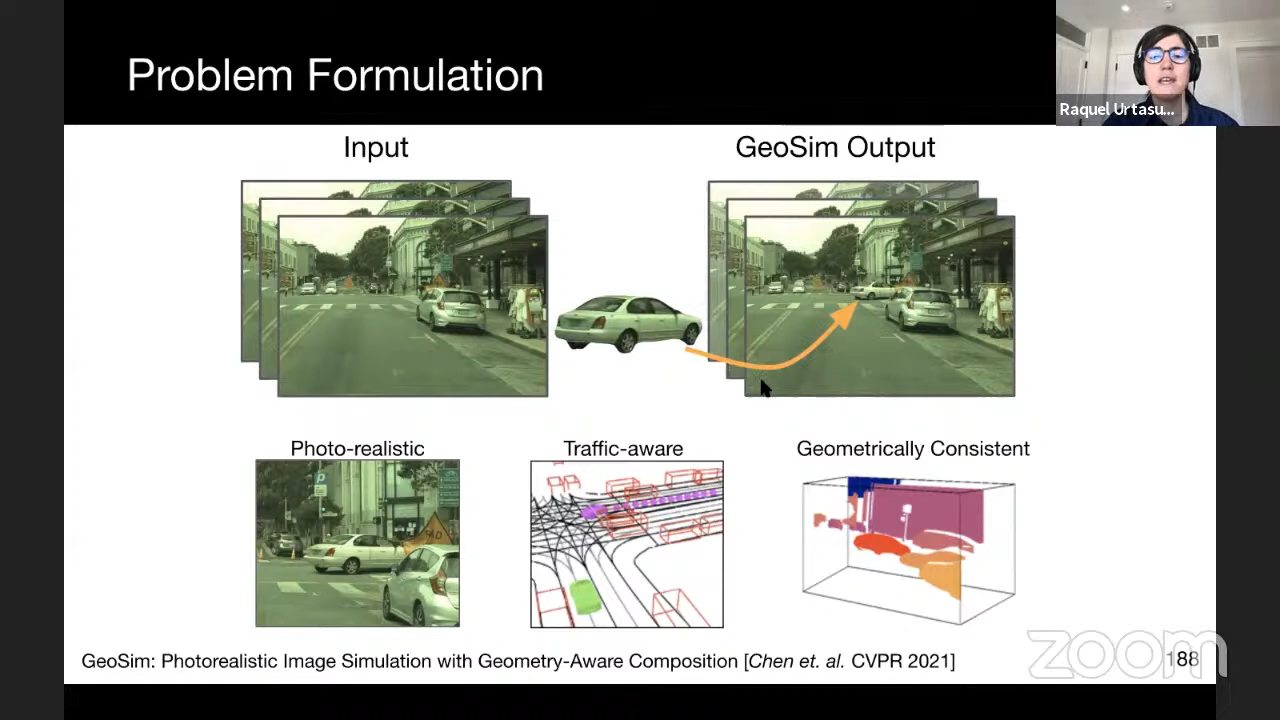 Problem Formulation
Raquel Urtasu...
Input
GeoSim Output
Photo-realistic
Traffic-aware
Geometrically Consistent
P
GeoSim: Photorealistic Image Simulation with Geometry-Aware Composition [Chen et. al. CVPR 2021]
zoom
188